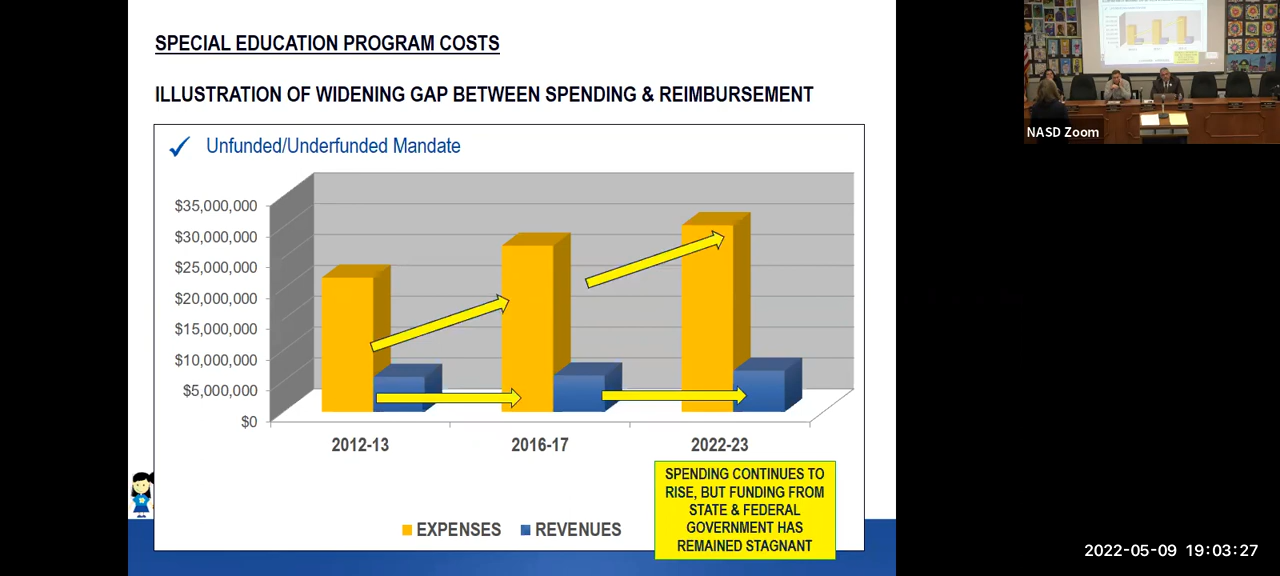 SPECIAL EDUCATION PROGRAM COSTS
ILLUSTRATION OF WIDENING GAP BETWEEN SPENDING & REIMBURSEMENT
Unfunded/Underfunded Mandate
$35,000,000
$30,000,000
$25,000,000
$20,000,000
$15,000,000
$10,000,000
$5,000,000
$0
2012-13
2016-17
2022-23
SPENDING CONTINUES TO
RISE, BUT FUNDING FROM
STATE & FEDERAL
GOVERNMENT HAS
REMAINED STAGNANT
EXPENSES
REVENUES
NASD Zoom
2022-05-09 19:03:27